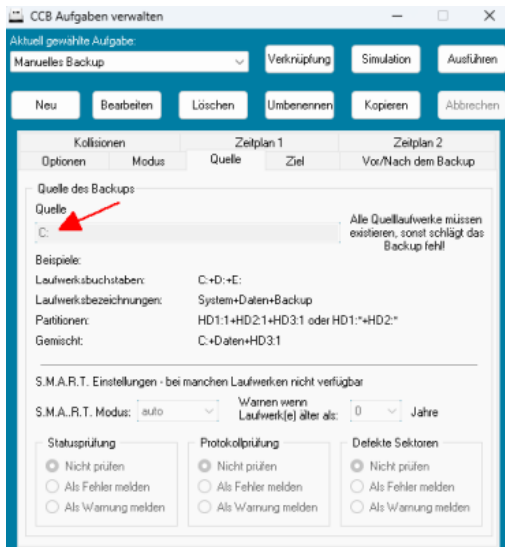 CCB Aufgaben verwalten
Aktuell gewählte Aufgabe:
Manuelles Backup
Verknüpfung Simulation Ausführen
Neu Bearbeiten Löschen Umbenennen Kopieren Abbrechen
Kollisionen Zeitplan 1 Zeitplan 2
Optionen Modus Quelle Ziel Vor/Nach dem Backup
Quelle des Backups
Quelle
C:
Alle Quelllaufwerke müssen
existieren, sonst schlägt das
Backup fehl!
Beispiele:
Laufwerksbuchstaben: C:+D:+E:
Laufwerksbezeichnungen: System+Daten+Backup
Partitionen: HD1:1+HD2:1+HD3:1 oder HD1:*+HD2:*
Gemischt: C:+Daten+HD3:1
S.M.A.R.T. Einstellungen - bei manchen Laufwerken nicht verfügbar
S.M.A..R.T. Modus: auto
Warnen wenn
Laufwerk(e) älter als: 0 Jahre
Statusprüfung Protokollprüfung Defekte Sektoren
Nicht prüfen Nicht prüfen Nicht prüfen
Als Fehler melden Als Fehler melden Als Fehler melden
Als Warnung melden Als Warnung melden Als Warnung melden